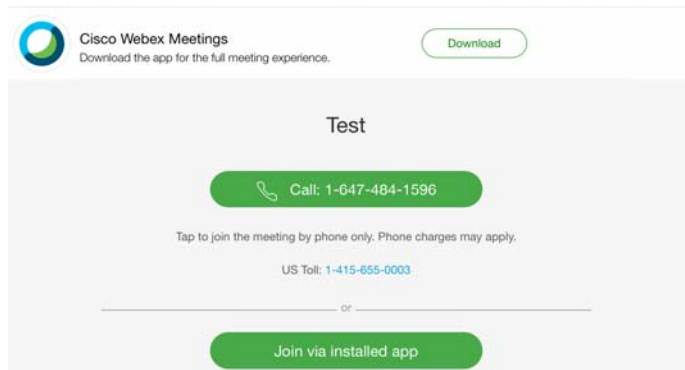 Cisco Webex Meetings
Download the app for the full meeting experience.
Download
Test
Call: 1-647-484-1596
Tap to join the meeting by phone only. Phone charges may apply.
US Toll: 1-415-655-0003
or
Join via installed app